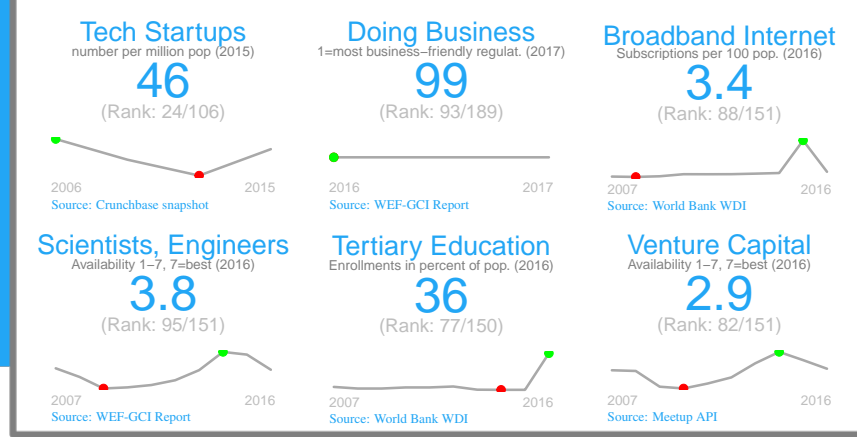 Tech Startups
number per million pop (2015)
46
(Rank: 24/106)
2006 2015
Source: Crunchbase snapshot
Doing Business
1=most business−friendly regulat. (2017)
99
(Rank: 93/189)
2016 2017
Source: WEF-GCI Report
Broadband Internet
Subscriptions per 100 pop. (2016)
3.4
(Rank: 88/151)
2007 2016
Source: World Bank WDI
Scientists, Engineers
Availability 1−7, 7=best (2016)
3.8
(Rank: 95/151)
2007 2016
Source: WEF-GCI Report
Tertiary Education
Enrollments in percent of pop. (2016)
36
(Rank: 77/150)
2007 2016
Source: World Bank WDI
Venture Capital
Availability 1−7, 7=best (2016)
2.9
(Rank: 82/151)
2007 2016
Source: Meetup API